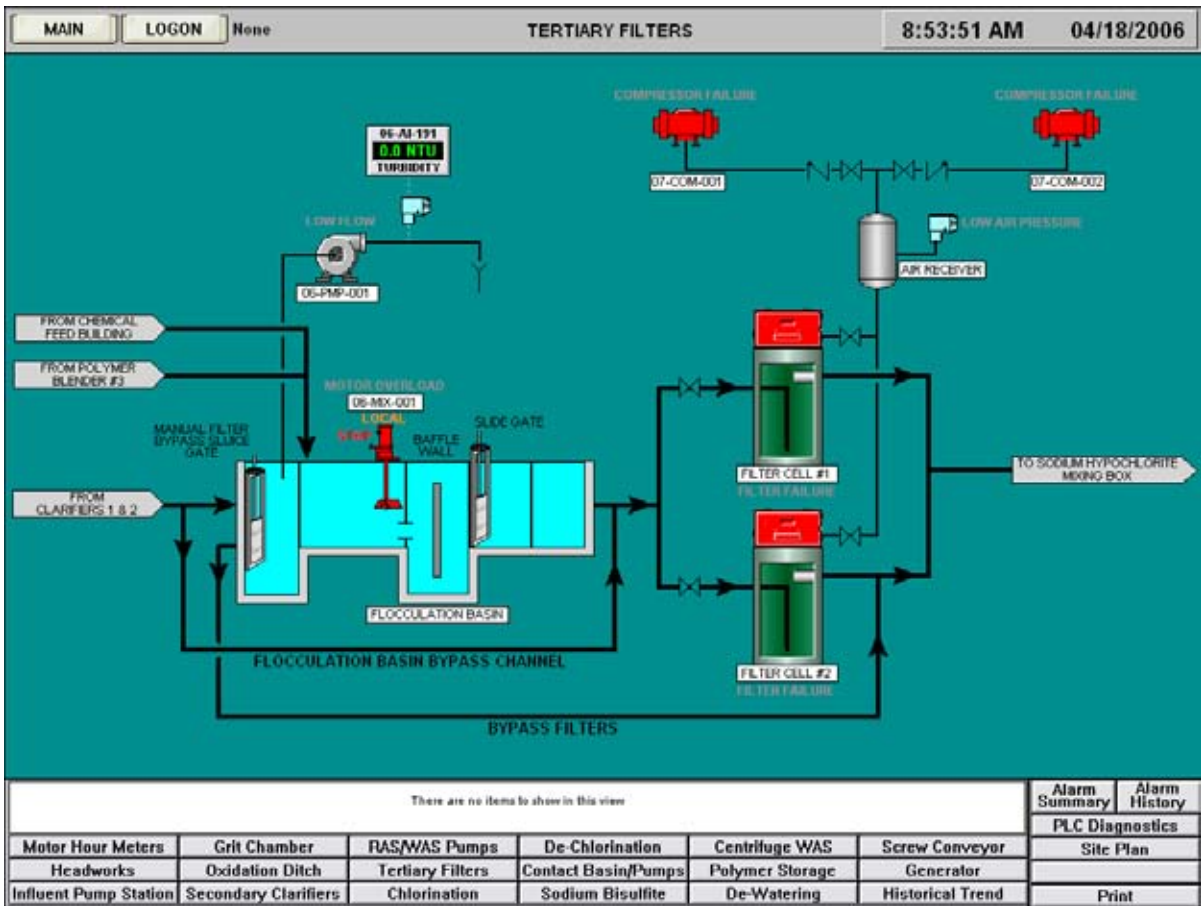 MAIN
LOGON
None
TERTIARY FILTERS
8:53:51 AM
04/18/2006
COMPRESSOR FAILURE
COMPRESSOR FAILURE
06-AI-191
0.0 NTU
TURBIDITY
07-COM-001
07-COM-002
LOW FLOW
LOW AIR PRESSURE
AIR RECEIVER
06-PMP-001
FROM CHEMICAL
FEED BUILDING
FROM POLYMER
BLENDER #3
MOTOR OVERLOAD
06-MIX-001
LOCAL
STOP
MANUAL FILTER
BYPASS SLUICE
GATE
BAFFLE
WALL
SLIDE GATE
FILTER CELL #1
FILTER FAILURE
TO SODIUM HYPOCHLORITE
MIXING BOX
FROM
CLARIFIERS 1 & 2
FLOCCULATION BASIN
FLOCCULATION BASIN BYPASS CHANNEL
FILTER CELL #2
FILTER FAILURE
BYPASS FILTERS
There are no items to show in this view
Alarm
Summary
Alarm
History
PLC Diagnostics
Motor Hour Meters
Grit Chamber
RAS/WAS Pumps
De-Chlorination
Centrifuge WAS
Screw Conveyor
Site Plan
Headworks
Oxidation Ditch
Tertiary Filters
Contact Basin/Pumps
Polymer Storage
Generator
Influent Pump Station
Secondary Clarifiers
Chlorination
Sodium Bisulfite
De-Watering
Historical Trend
Print